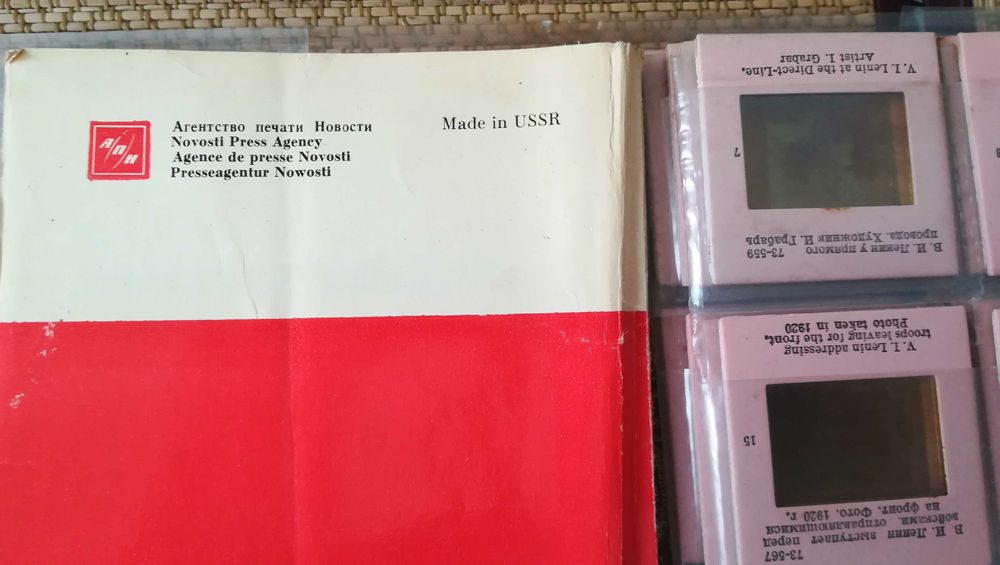 АПН
Агентство печати Новости
Novosti Press Agency
Agence de presse Novosti
Presseagentur Nowosti
Made in USSR
В. И. Ленин у прямого 73-559
провода. Художник И. Грабарь
7
V. I. Lenin at the Direct-Line.
Artist I. Grabar
В. И. Ленин выступает перед 73-567
войсками, отправляющимися
на фронт. Фото. 1920 г.
15
V. I. Lenin addressing
troops leaving for the front.
Photo taken in 1920